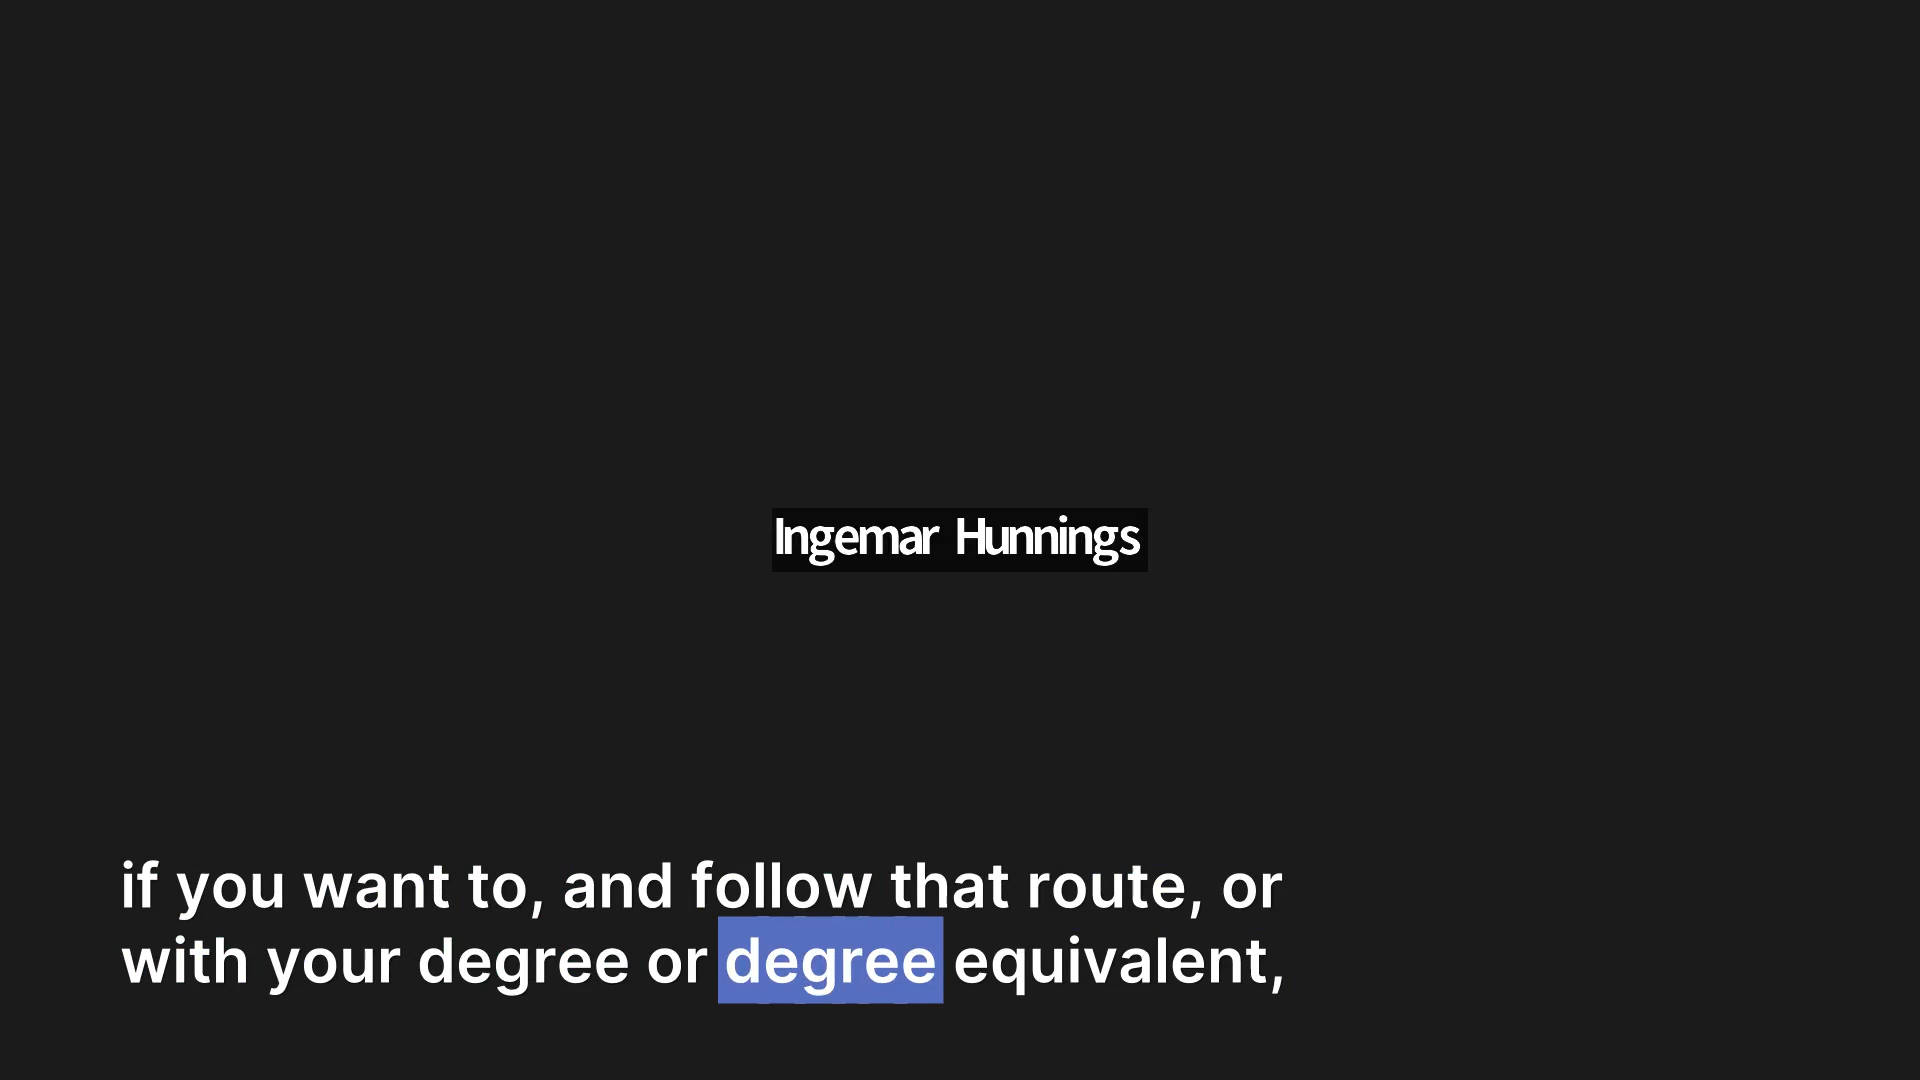 Ingemar Hunnings
if you want to, and follow that route, or
with your degree or degree equivalent,